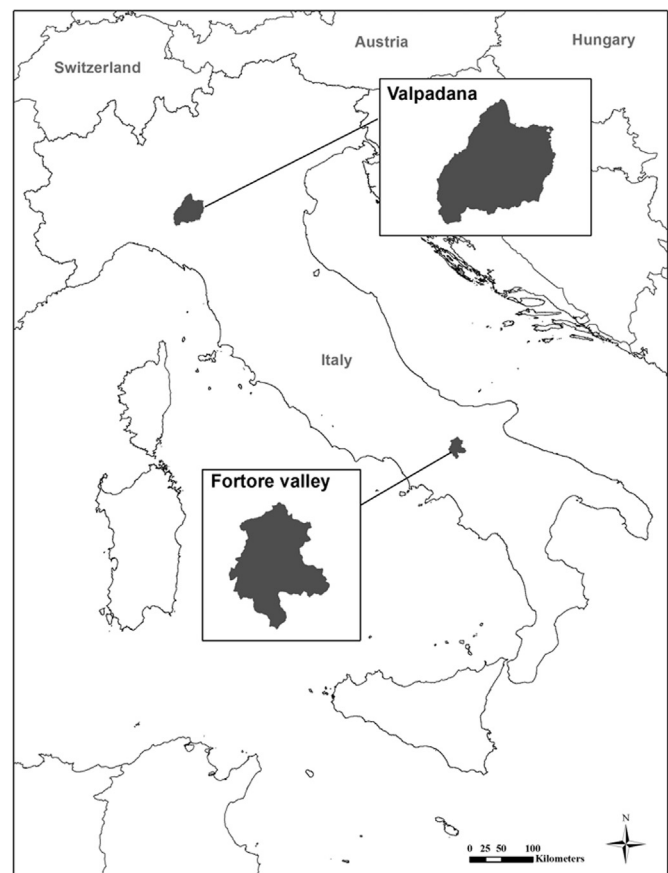 Austria
Hungary
Switzerland
Valpadana
Italy
Fortore valley
N
0 25 50 100
Kilometers